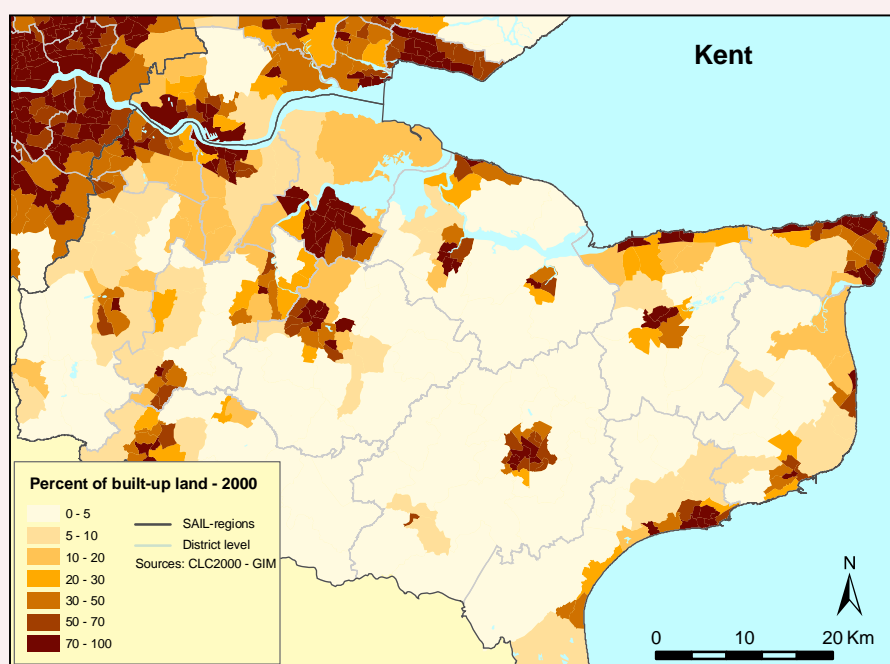 Kent
Percent of built-up land - 2000
0 - 5
5 - 10
10 - 20
20 - 30
30 - 50
50 - 70
70 - 100
SAIL-regions
District level
Sources: CLC2000 - GIM
N
0 10 20 Km